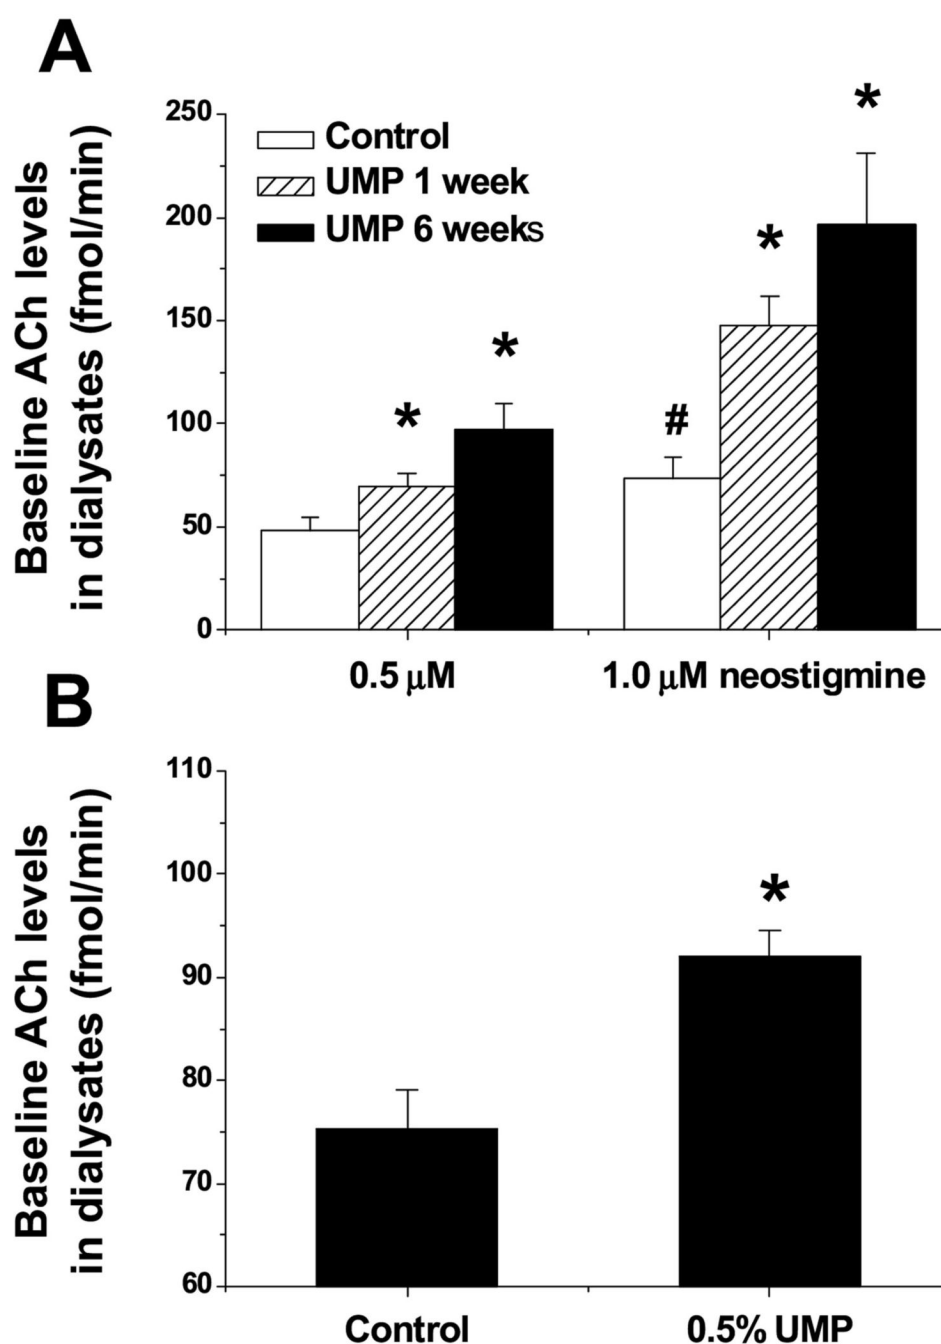 A
Baseline ACh levels
in dialysates (fmol/min)
250
200
150
100
50
0
Control
UMP 1 week
UMP 6 weeks
*
*
#
*
*
0.5 μM
1.0 μM neostigmine
B
Baseline ACh levels
in dialysates (fmol/min)
110
100
90
80
70
60
*
Control
0.5% UMP